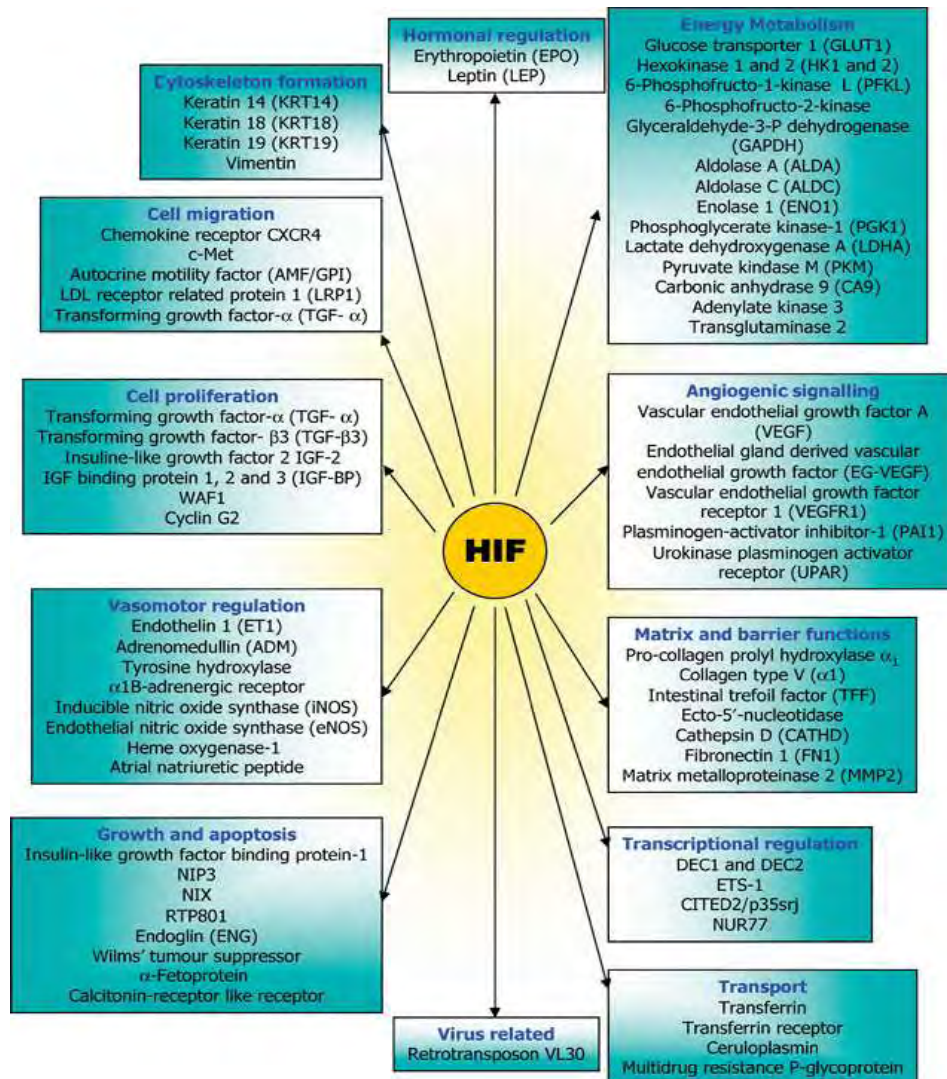 Hormonal regulation
Erythropoietin (EPO)
Leptin (LEP)
Energy Metabolism
Glucose transporter 1 (GLUT1)
Hexokinase 1 and 2 (HK1 and 2)
6-Phosphofructo-1-kinase L (PFKL)
6-Phosphofructo-2-kinase
Glyceraldehyde-3-P dehydrogenase
(GAPDH)
Aldolase A (ALDA)
Aldolase C (ALDC)
Enolase 1 (ENO1)
Phosphoglycerate kinase-1 (PGK1)
Lactate dehydroxygenase A (LDHA)
Pyruvate kindase M (PKM)
Carbonic anhydrase 9 (CA9)
Adenylate kinase 3
Transglutaminase 2
Cytoskeleton formation
Keratin 14 (KRT14)
Keratin 18 (KRT18)
Keratin 19 (KRT19)
Vimentin
Cell migration
Chemokine receptor CXCR4
c-Met
Autocrine motility factor (AMF/GPI)
LDL receptor related protein 1 (LRP1)
Transforming growth factor-α (TGF- α)
Cell proliferation
Transforming growth factor-α (TGF- α)
Transforming growth factor- β3 (TGF-β3)
Insuline-like growth factor 2 IGF-2
IGF binding protein 1, 2 and 3 (IGF-BP)
WAF1
Cyclin G2
Angiogenic signalling
Vascular endothelial growth factor A
(VEGF)
Endothelial gland derived vascular
endothelial growth factor (EG-VEGF)
Vascular endothelial growth factor
receptor 1 (VEGFR1)
Plasminogen-activator inhibitor-1 (PAI1)
Urokinase plasminogen activator
receptor (UPAR)
HIF
Vasomotor regulation
Endothelin 1 (ET1)
Adrenomedullin (ADM)
Tyrosine hydroxylase
α1B-adrenergic receptor
Inducible nitric oxide synthase (iNOS)
Endothelial nitric oxide synthase (eNOS)
Heme oxygenase-1
Atrial natriuretic peptide
Matrix and barrier functions
Pro-collagen prolyl hydroxylase α₁
Collagen type V (α1)
Intestinal trefoil factor (TFF)
Ecto-5′-nucleotidase
Cathepsin D (CATHD)
Fibronectin 1 (FN1)
Matrix metalloproteinase 2 (MMP2)
Growth and apoptosis
Insulin-like growth factor binding protein-1
NIP3
NIX
RTP801
Endoglin (ENG)
Wilms’ tumour suppressor
α-Fetoprotein
Calcitonin-receptor like receptor
Transcriptional regulation
DEC1 and DEC2
ETS-1
CITED2/p35srj
NUR77
Virus related
Retrotransposon VL30
Transport
Transferrin
Transferrin receptor
Ceruloplasmin
Multidrug resistance P-glycoprotein